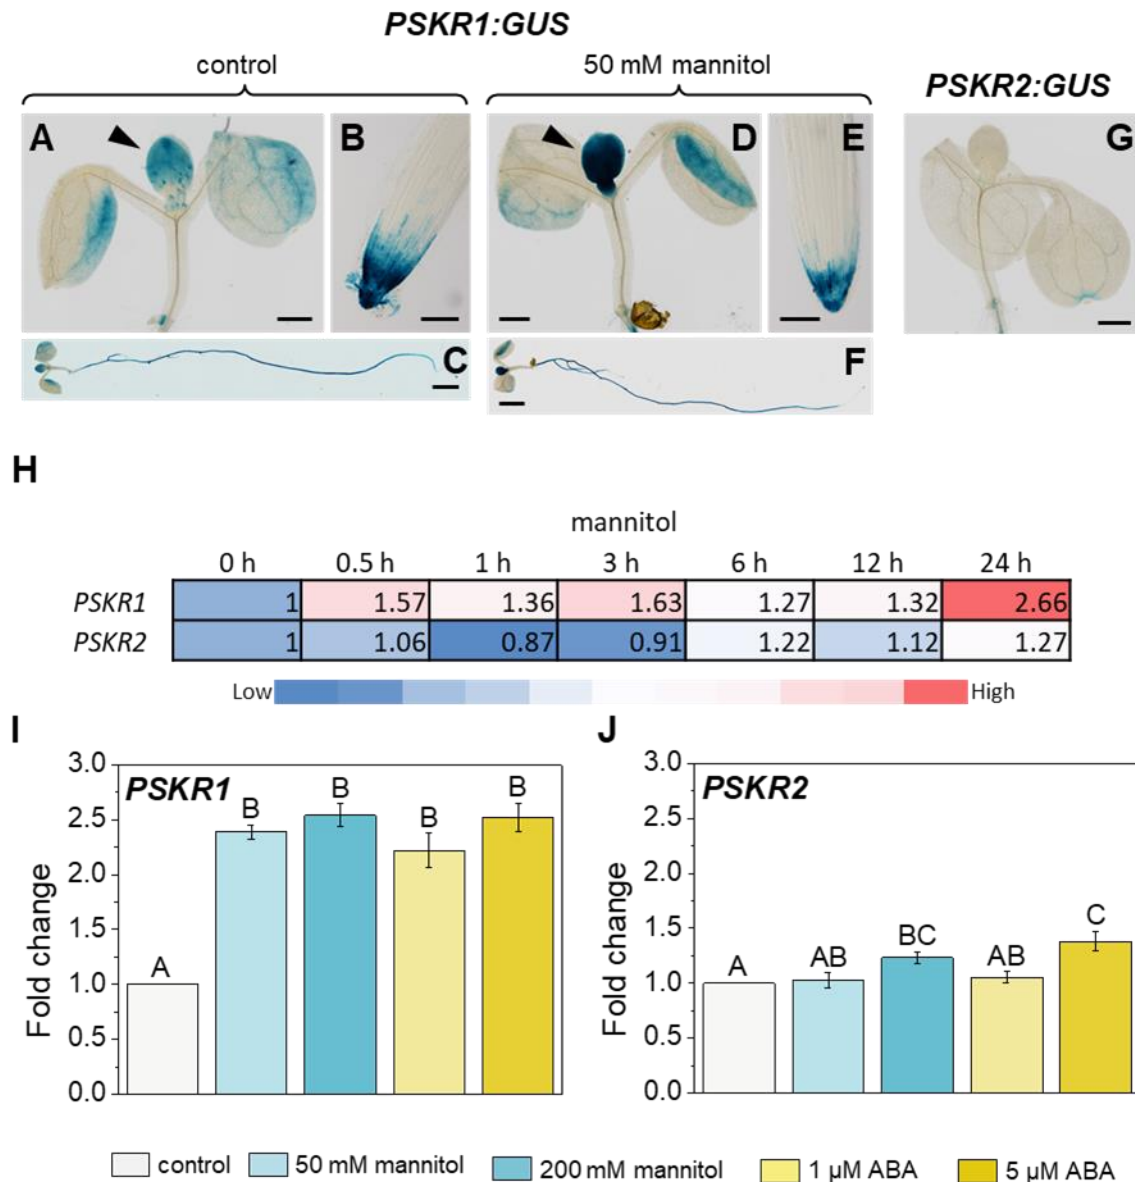 PSKR1:GUS
control
50 mM mannitol
PSKR2:GUS
A
B
D
E
G
C
F
H
mannitol
0 h 0.5 h 1 h 3 h 6 h 12 h 24 h
PSKR1 1 1.57 1.36 1.63 1.27 1.32 2.66
PSKR2 1 1.06 0.87 0.91 1.22 1.12 1.27
Low High
I
PSKR1
Fold change
3.0
2.5
2.0
1.5
1.0
0.5
0.0
A B B B B
J
PSKR2
Fold change
3.0
2.5
2.0
1.5
1.0
0.5
0.0
A AB BC AB C
control 50 mM mannitol 200 mM mannitol 1 µM ABA 5 µM ABA